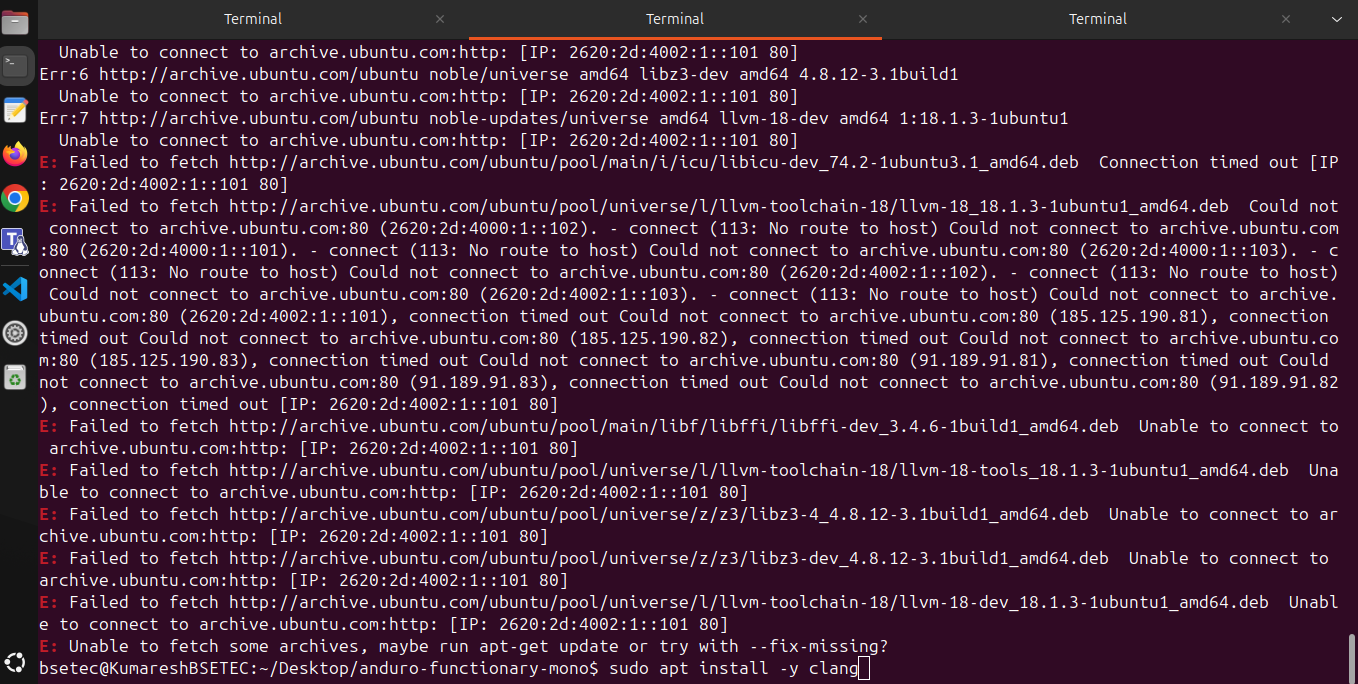 Terminal
Terminal
Terminal
Unable to connect to archive.ubuntu.com:http: [IP: 2620:2d:4002:1::101 80]
Err:6 http://archive.ubuntu.com/ubuntu noble/universe amd64 libz3-dev amd64 4.8.12-3.1build1
Unable to connect to archive.ubuntu.com:http: [IP: 2620:2d:4002:1::101 80]
Err:7 http://archive.ubuntu.com/ubuntu noble-updates/universe amd64 llvm-18-dev amd64 1:18.1.3-1ubuntu1
Unable to connect to archive.ubuntu.com:http: [IP: 2620:2d:4002:1::101 80]
E: Failed to fetch http://archive.ubuntu.com/ubuntu/pool/main/i/icu/libicu-dev_74.2-1ubuntu3.1_amd64.deb  Connection timed out [IP
: 2620:2d:4002:1::101 80]
E: Failed to fetch http://archive.ubuntu.com/ubuntu/pool/universe/l/llvm-toolchain-18/llvm-18_18.1.3-1ubuntu1_amd64.deb  Could not
connect to archive.ubuntu.com:80 (2620:2d:4000:1::102). - connect (113: No route to host) Could not connect to archive.ubuntu.com
:80 (2620:2d:4000:1::101). - connect (113: No route to host) Could not connect to archive.ubuntu.com:80 (2620:2d:4000:1::103). - c
onnect (113: No route to host) Could not connect to archive.ubuntu.com:80 (2620:2d:4002:1::102). - connect (113: No route to host)
Could not connect to archive.ubuntu.com:80 (2620:2d:4002:1::103). - connect (113: No route to host) Could not connect to archive.
ubuntu.com:80 (2620:2d:4002:1::101), connection timed out Could not connect to archive.ubuntu.com:80 (185.125.190.81), connection
timed out Could not connect to archive.ubuntu.com:80 (185.125.190.82), connection timed out Could not connect to archive.ubuntu.co
m:80 (185.125.190.83), connection timed out Could not connect to archive.ubuntu.com:80 (91.189.91.81), connection timed out Could
not connect to archive.ubuntu.com:80 (91.189.91.83), connection timed out Could not connect to archive.ubuntu.com:80 (91.189.91.82
), connection timed out [IP: 2620:2d:4002:1::101 80]
E: Failed to fetch http://archive.ubuntu.com/ubuntu/pool/main/libf/libffi/libffi-dev_3.4.6-1build1_amd64.deb  Unable to connect to
archive.ubuntu.com:http: [IP: 2620:2d:4002:1::101 80]
E: Failed to fetch http://archive.ubuntu.com/ubuntu/pool/universe/l/llvm-toolchain-18/llvm-18-tools_18.1.3-1ubuntu1_amd64.deb  Una
ble to connect to archive.ubuntu.com:http: [IP: 2620:2d:4002:1::101 80]
E: Failed to fetch http://archive.ubuntu.com/ubuntu/pool/universe/z/z3/libz3-4_4.8.12-3.1build1_amd64.deb  Unable to connect to ar
chive.ubuntu.com:http: [IP: 2620:2d:4002:1::101 80]
E: Failed to fetch http://archive.ubuntu.com/ubuntu/pool/universe/z/z3/libz3-dev_4.8.12-3.1build1_amd64.deb  Unable to connect to
archive.ubuntu.com:http: [IP: 2620:2d:4002:1::101 80]
E: Failed to fetch http://archive.ubuntu.com/ubuntu/pool/universe/l/llvm-toolchain-18/llvm-18-dev_18.1.3-1ubuntu1_amd64.deb  Unabl
e to connect to archive.ubuntu.com:http: [IP: 2620:2d:4002:1::101 80]
E: Unable to fetch some archives, maybe run apt-get update or try with --fix-missing?
bsetec@KumareshBSETEC:~/Desktop/anduro-functionary-mono$ sudo apt install -y clang